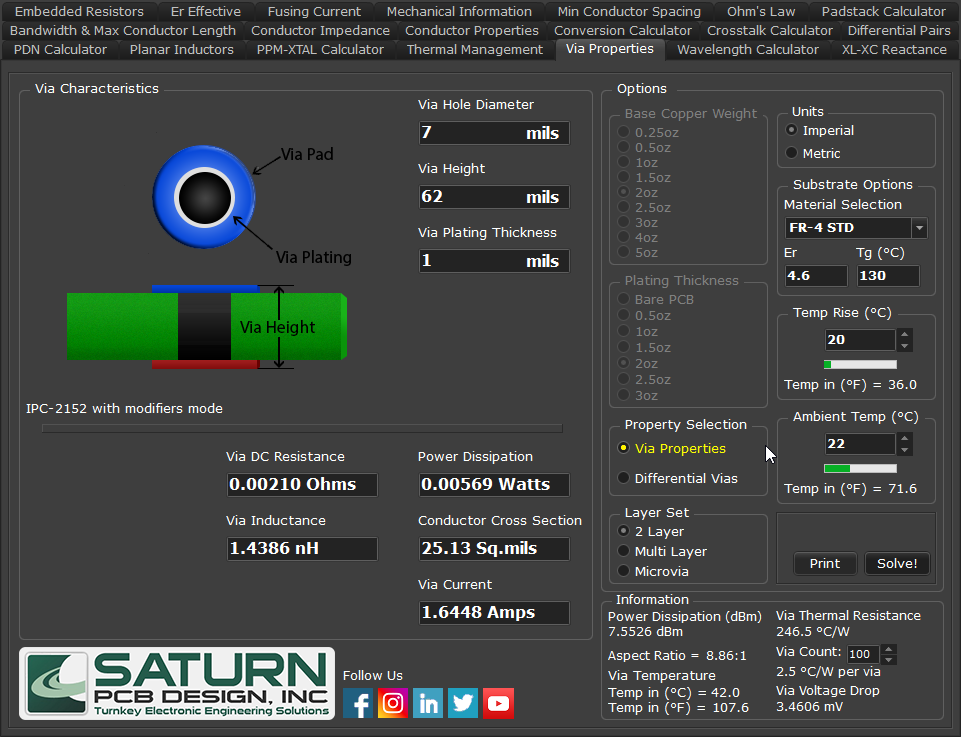 Embedded Resistors Er Effective Fusing Current Mechanical Information Min Conductor Spacing Ohm's Law Padstack Calculator
Bandwidth & Max Conductor Length Conductor Impedance Conductor Properties Conversion Calculator Crosstalk Calculator Differential Pairs
PDN Calculator Planar Inductors PPM-XTAL Calculator Thermal Management Via Properties Wavelength Calculator XL-XC Reactance
Via Characteristics
Via Pad
Via Plating
Via Height
Via Hole Diameter
7 mils
Via Height
62 mils
Via Plating Thickness
1 mils
IPC-2152 with modifiers mode
Via DC Resistance
0.00210 Ohms
Power Dissipation
0.00569 Watts
Via Inductance
1.4386 nH
Conductor Cross Section
25.13 Sq.mils
Via Current
1.6448 Amps
SATURN
PCB DESIGN, INC
Turnkey Electronic Engineering Solutions
Follow Us
Options
Base Copper Weight
0.25oz
0.5oz
1oz
1.5oz
2oz
2.5oz
3oz
4oz
5oz
Plating Thickness
Bare PCB
0.5oz
1oz
1.5oz
2oz
2.5oz
3oz
Property Selection
Via Properties
Differential Vias
Layer Set
2 Layer
Multi Layer
Microvia
Units
Imperial
Metric
Substrate Options
Material Selection
FR-4 STD
Er Tg (°C)
4.6 130
Temp Rise (°C)
20
Temp in (°F) = 36.0
Ambient Temp (°C)
22
Temp in (°F) = 71.6
Print Solve!
Information
Power Dissipation (dBm)
7.5526 dBm
Aspect Ratio = 8.86:1
Via Temperature
Temp in (°C) = 42.0
Temp in (°F) = 107.6
Via Thermal Resistance
246.5 °C/W
Via Count: 100
2.5 °C/W per via
Via Voltage Drop
3.4606 mV